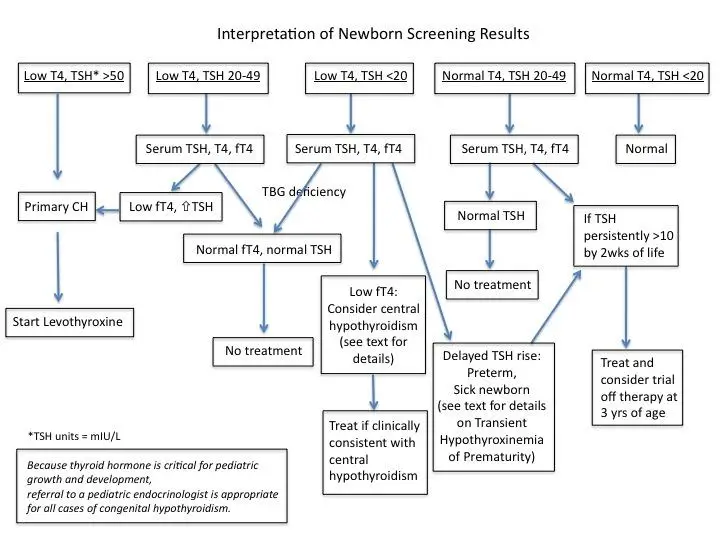 Interpretation of Newborn Screening Results
Low T4, TSH* >50
Low T4, TSH 20-49
Low T4, TSH <20
Normal T4, TSH 20-49
Normal T4, TSH <20
Serum TSH, T4, fT4
Serum TSH, T4, fT4
Serum TSH, T4, fT4
Normal
TBG deficiency
Primary CH
Low fT4, ⇧TSH
Normal TSH
If TSH
persistently >10
by 2wks of life
Normal fT4, normal TSH
No treatment
Low fT4:
Consider central
hypothyroidism
(see text for
details)
Start Levothyroxine
No treatment
Delayed TSH rise:
Preterm,
Sick newborn
(see text for details
on Transient
Hypothyroxinemia
of Prematurity)
Treat and
consider trial
off therapy at
3 yrs of age
Treat if clinically
consistent with
central
hypothyroidism
*TSH units = mIU/L
Because thyroid hormone is critical for pediatric
growth and development,
referral to a pediatric endocrinologist is appropriate
for all cases of congenital hypothyroidism.